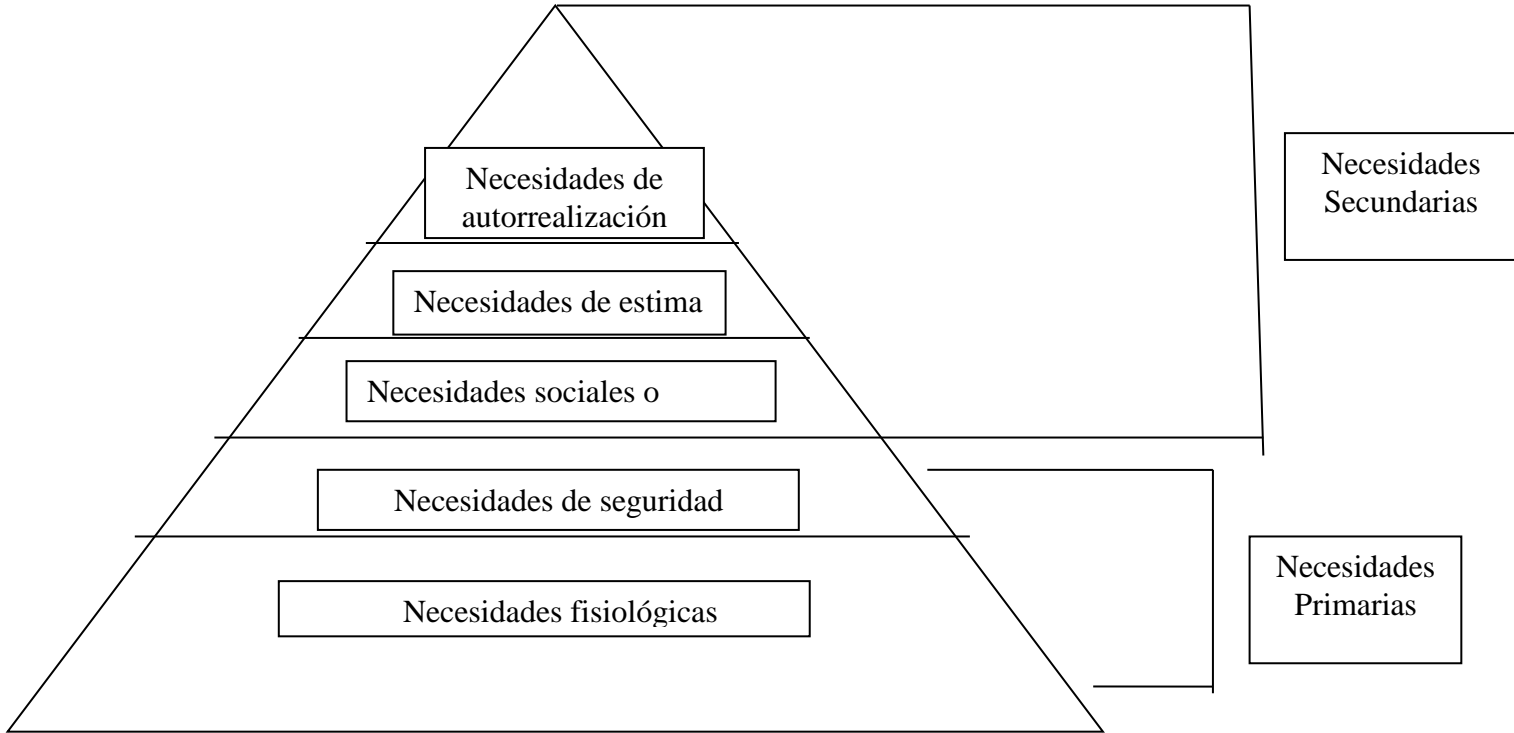 Necesidades de
autorrealización
Necesidades
Secundarias
Necesidades de estima
Necesidades sociales o
Necesidades de seguridad
Necesidades
Primarias
Necesidades fisiológicas